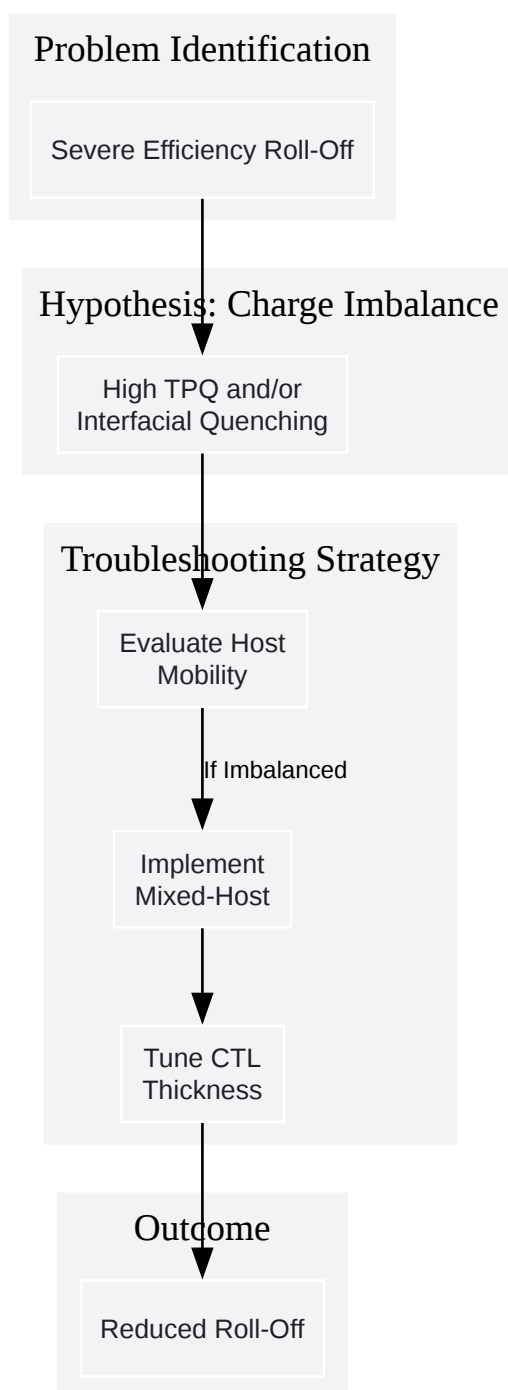 Problem Identification
Severe Efficiency Roll-Off
Hypothesis: Charge Imbalance
High TPQ and/or
Interfacial Quenching
Troubleshooting Strategy
Evaluate Host
Mobility
If Imbalanced
Implement
Mixed-Host
Tune CTL
Thickness
Outcome
Reduced Roll-Off